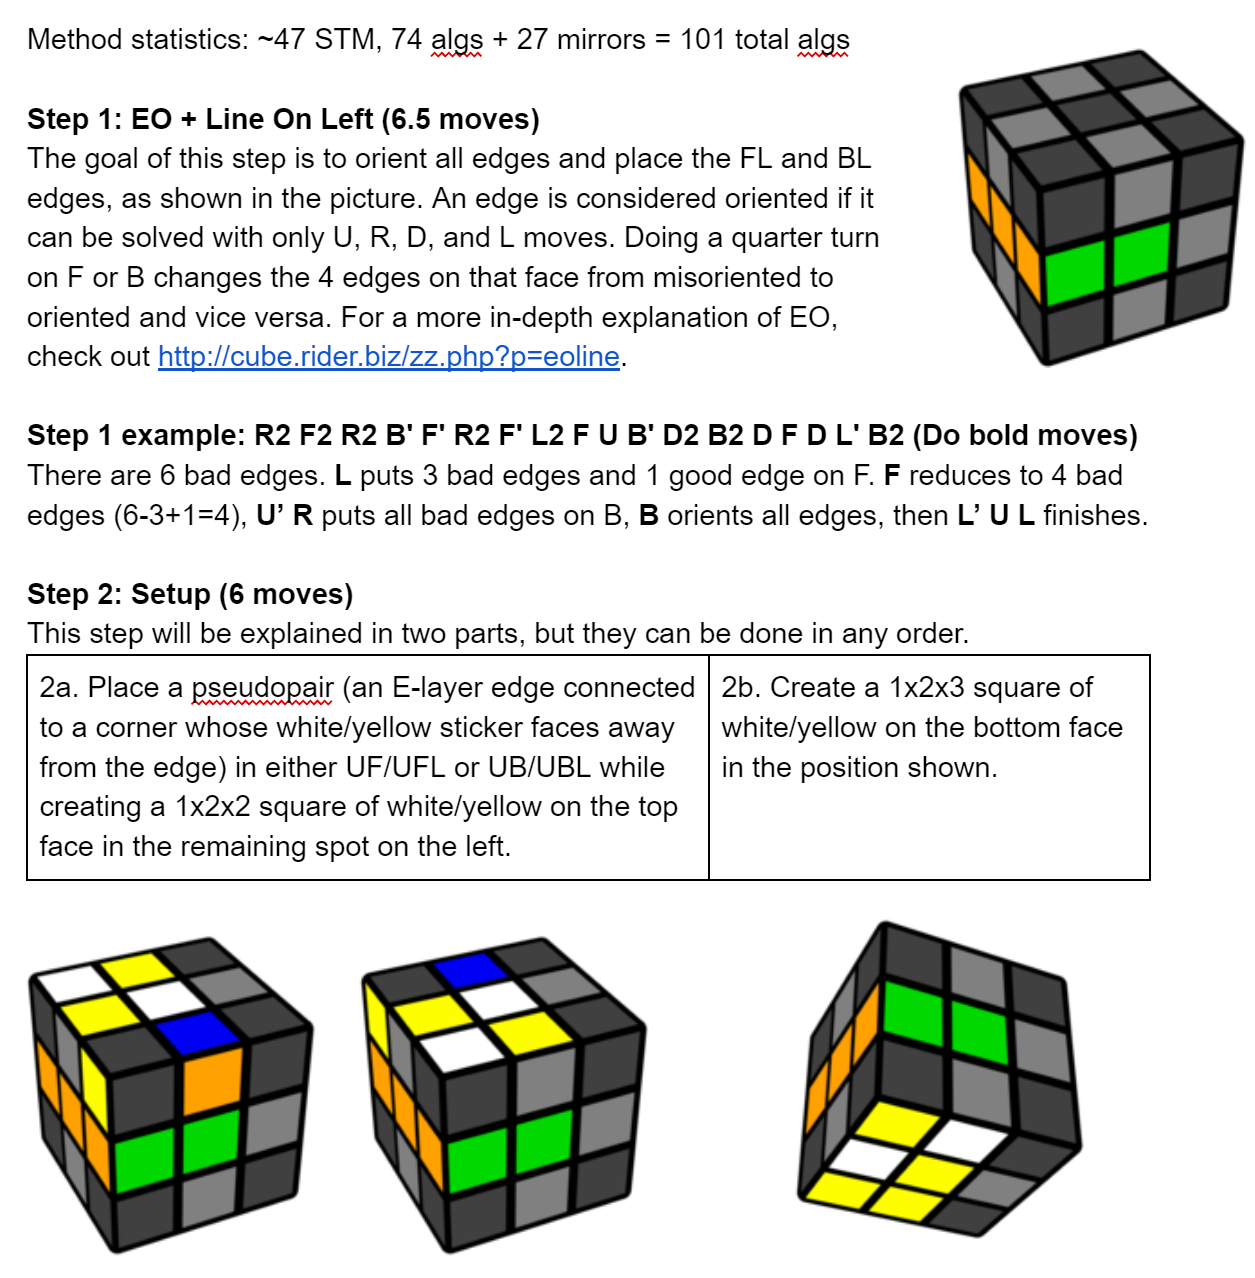 Method statistics: ~47 STM, 74 algs + 27 mirrors = 101 total algs
Step 1: EO + Line On Left (6.5 moves)
The goal of this step is to orient all edges and place the FL and BL
edges, as shown in the picture. An edge is considered oriented if it
can be solved with only U, R, D, and L moves. Doing a quarter turn
on F or B changes the 4 edges on that face from misoriented to
oriented and vice versa. For a more in-depth explanation of EO,
check out http://cube.rider.biz/zz.php?p=eoline.
Step 1 example: R2 F2 R2 B' F' R2 F' L2 F U B' D2 B2 D F D L' B2 (Do bold moves)
There are 6 bad edges. L puts 3 bad edges and 1 good edge on F. F reduces to 4 bad
edges (6-3+1=4), U’ R puts all bad edges on B, B orients all edges, then L’ U L finishes.
Step 2: Setup (6 moves)
This step will be explained in two parts, but they can be done in any order.
2a. Place a pseudopair (an E-layer edge connected
to a corner whose white/yellow sticker faces away
from the edge) in either UF/UFL or UB/UBL while
creating a 1x2x2 square of white/yellow on the top
face in the remaining spot on the left.
2b. Create a 1x2x3 square of
white/yellow on the bottom face
in the position shown.